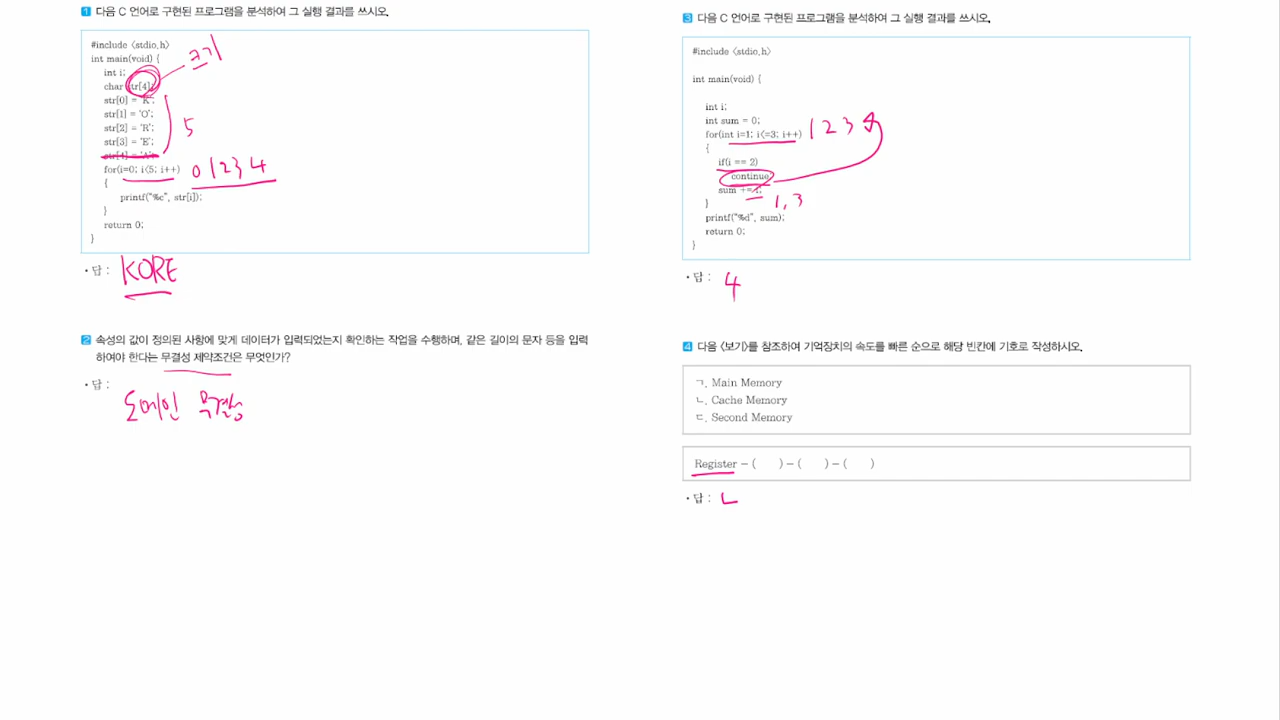 1 다음 C 언어로 구현된 프로그램을 분석하여 그 실행 결과를 쓰시오.
#include <stdio.h>
int main(void) {
int i;
char str[4];
크기
str[0] = 'K';
str[1] = 'O';
str[2] = 'R';
str[3] = 'E';
str[4] = 'A';
5
for(i=0; i<5; i++) 0 1 2 3 4
{
printf("%c", str[i]);
}
return 0;
}
• 답 : KORE
2 속성의 값이 정의된 사항에 맞게 데이터가 입력되었는지 확인하는 작업을 수행하며, 같은 길이의 문자 등을 입력
하여야 한다는 무결성 제약조건은 무엇인가?
• 답 :
도메인 무결성
3 다음 C 언어로 구현된 프로그램을 분석하여 그 실행 결과를 쓰시오.
#include <stdio.h>
int main(void) {
int i;
int sum = 0;
for(int i=1; i<=3; i++) 1 2 3
{
if(i == 2)
continue;
sum += i;
1, 3
}
printf("%d", sum);
return 0;
}
• 답 : 4
4 다음 <보기>를 참조하여 기억장치의 속도를 빠른 순으로 해당 빈칸에 기호로 작성하시오.
ㄱ. Main Memory
ㄴ. Cache Memory
ㄷ. Second Memory
Register – ( ) – ( ) – ( )
• 답 : ㄴ